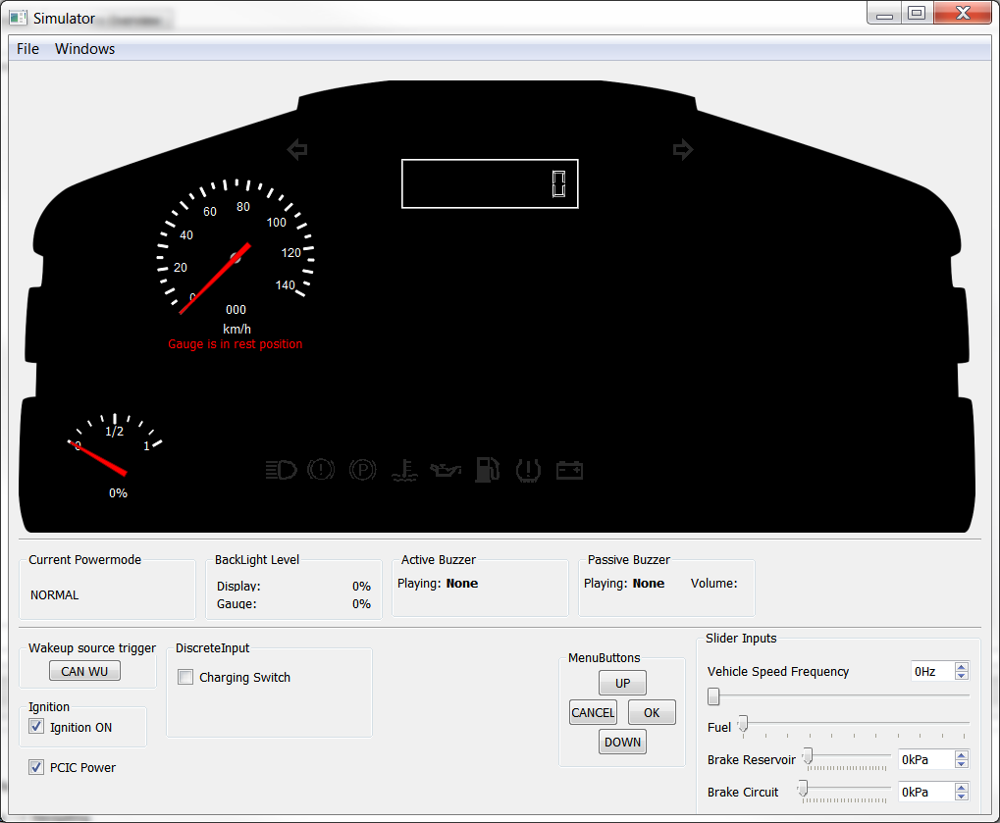 Simulator
File Windows
0
0 20 40 60 80 100 120 140
000
km/h
Gauge is in rest position
0 1/2 1
0%
Current Powermode
NORMAL
BackLight Level
Display: 0%
Gauge: 0%
Active Buzzer
Playing: None
Passive Buzzer
Playing: None Volume:
Wakeup source trigger
CAN WU
Ignition
Ignition ON
PCIC Power
DiscreteInput
Charging Switch
MenuButtons
UP
CANCEL OK
DOWN
Slider Inputs
Vehicle Speed Frequency 0Hz
Fuel
Brake Reservoir 0kPa
Brake Circuit 0kPa